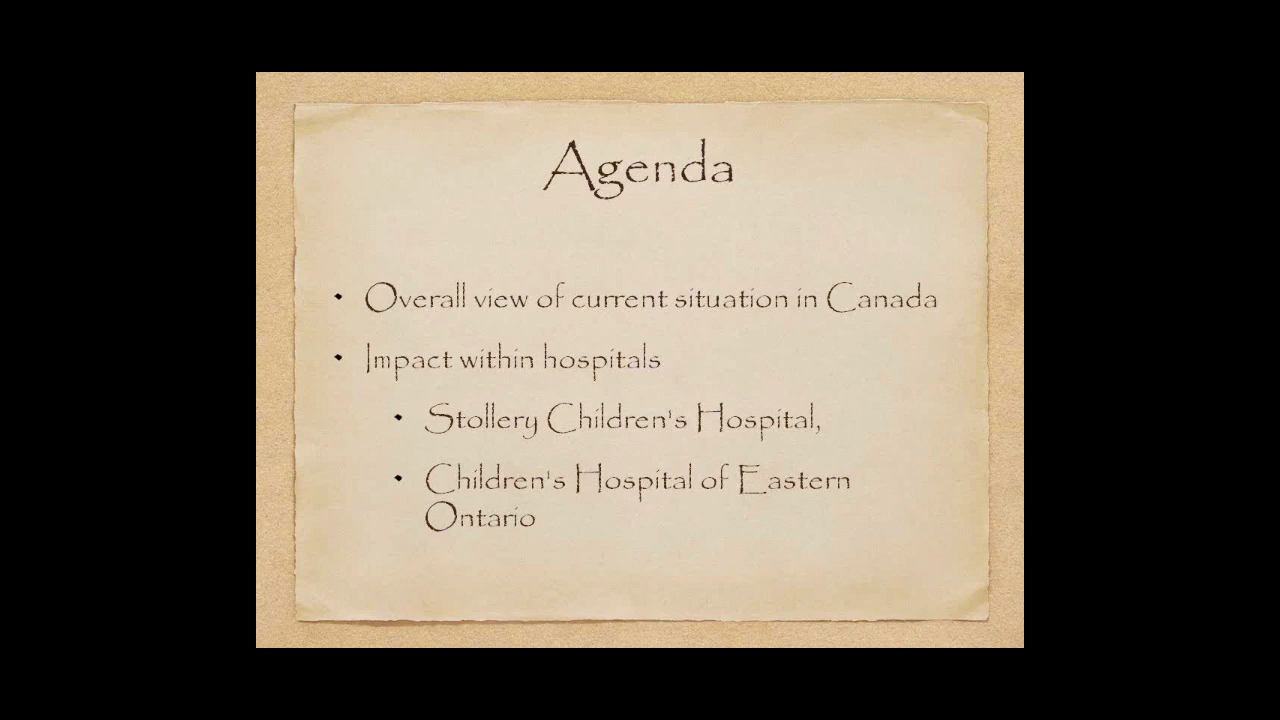 Agenda
• Overall view of current situation in Canada
• Impact within hospitals
• Stollery Children's Hospital,
• Children's Hospital of Eastern
Ontario